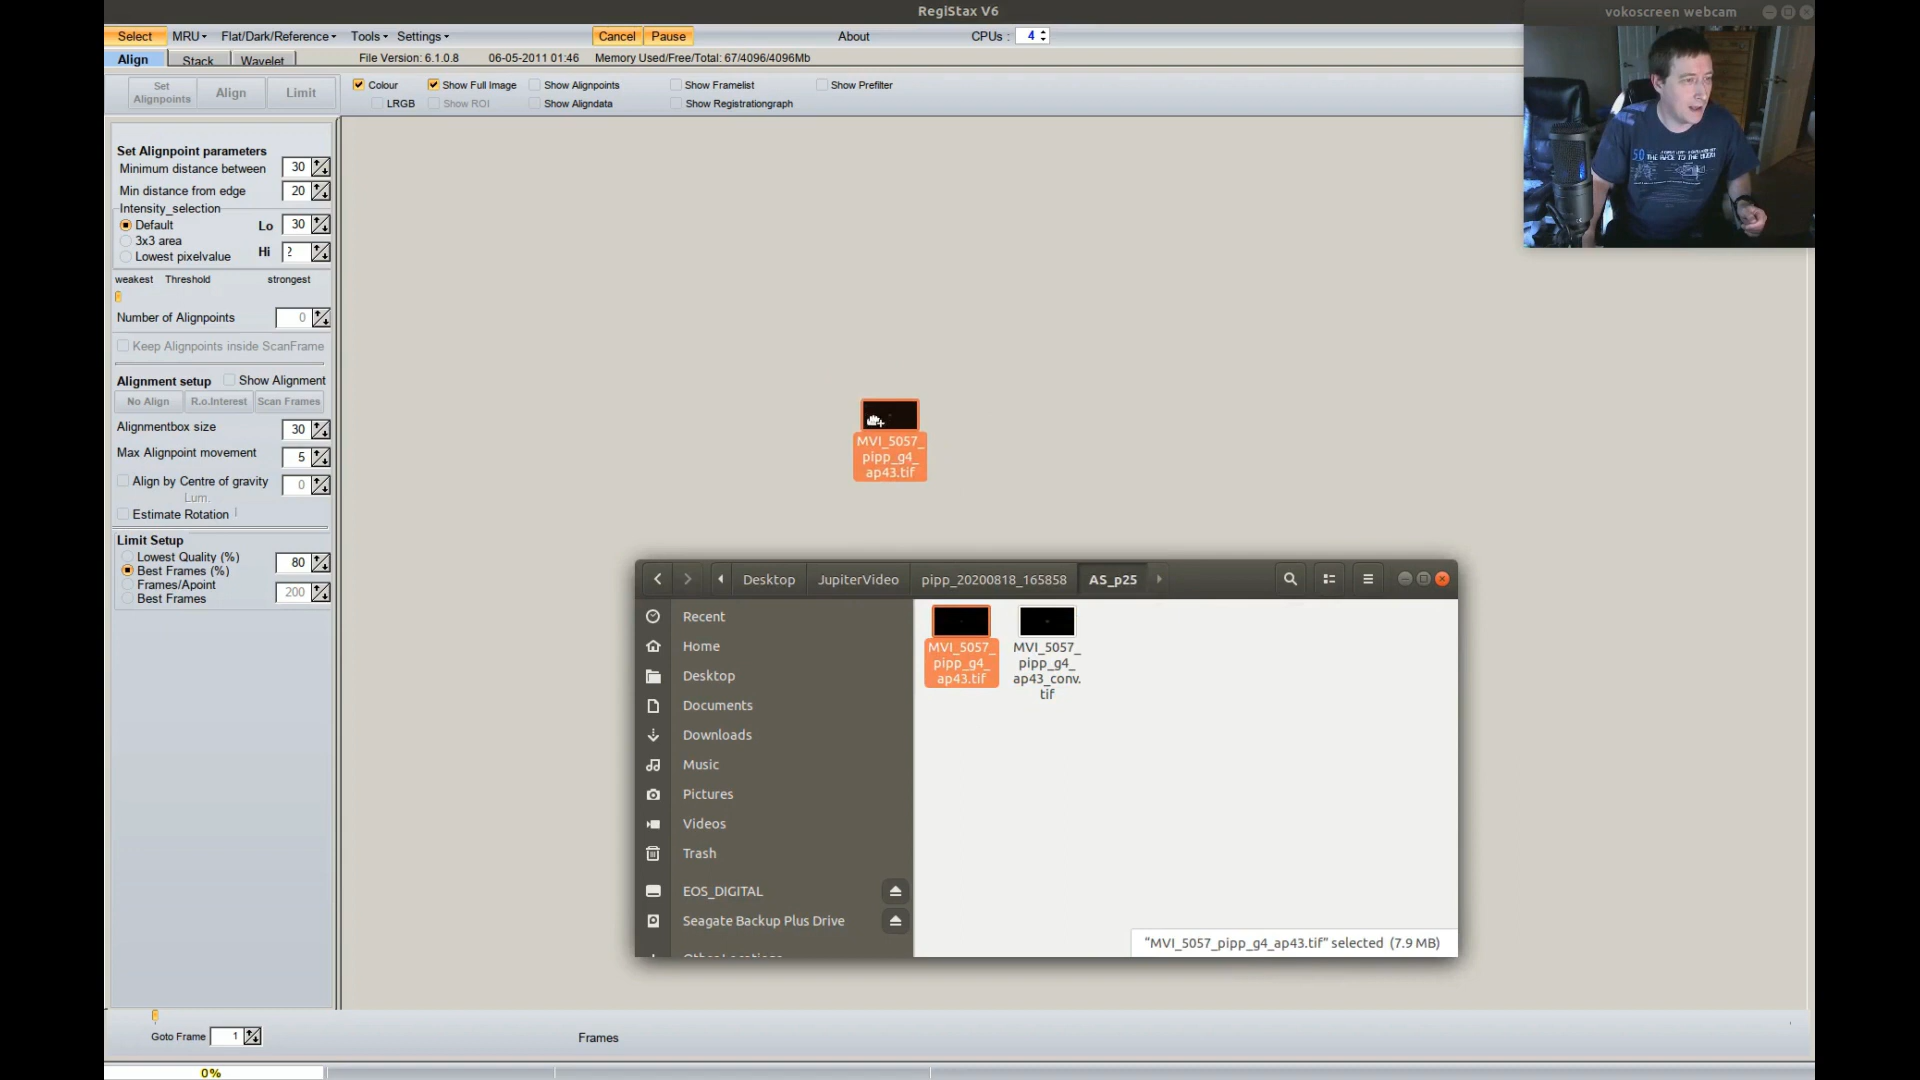 RegiStax V6
vokoscreen webcam
Select MRU Flat/Dark/Reference Tools Settings Cancel Pause About CPUs : 4
Align Stack Wavelet File Version: 6.1.0.8 06-05-2011 01:46 Memory Used/Free/Total: 67/4096/4096Mb
Set Alignpoints Align Limit
Colour Show Full Image Show Alignpoints Show Framelist Show Prefilter
LRGB Show ROI Show Aligndata Show Registrationgraph
Set Alignpoint parameters
Minimum distance between 30
Min distance from edge 20
Intensity_selection
Default Lo 30
3x3 area
Lowest pixelvalue Hi
weakest Threshold strongest
Number of Alignpoints 0
Keep Alignpoints inside ScanFrame
Alignment setup Show Alignment
No Align R.o.Interest Scan Frames
Alignmentbox size 30
Max Alignpoint movement 5
Align by Centre of gravity 0
Lum.
Estimate Rotation
Limit Setup
Lowest Quality (%) 80
Best Frames (%)
Frames/Apoint
Best Frames 200
MVI_5057_
pipp_g4_
ap43.tif
Desktop JupiterVideo pipp_20200818_165858 AS_p25
Recent
Home
Desktop
Documents
Downloads
Music
Pictures
Videos
Trash
EOS_DIGITAL
Seagate Backup Plus Drive
Other Locations
MVI_5057_
pipp_g4_
ap43.tif
MVI_5057_
pipp_g4_
ap43_conv.
tif
"MVI_5057_pipp_g4_ap43.tif" selected (7.9 MB)
Goto Frame 1
Frames
0%